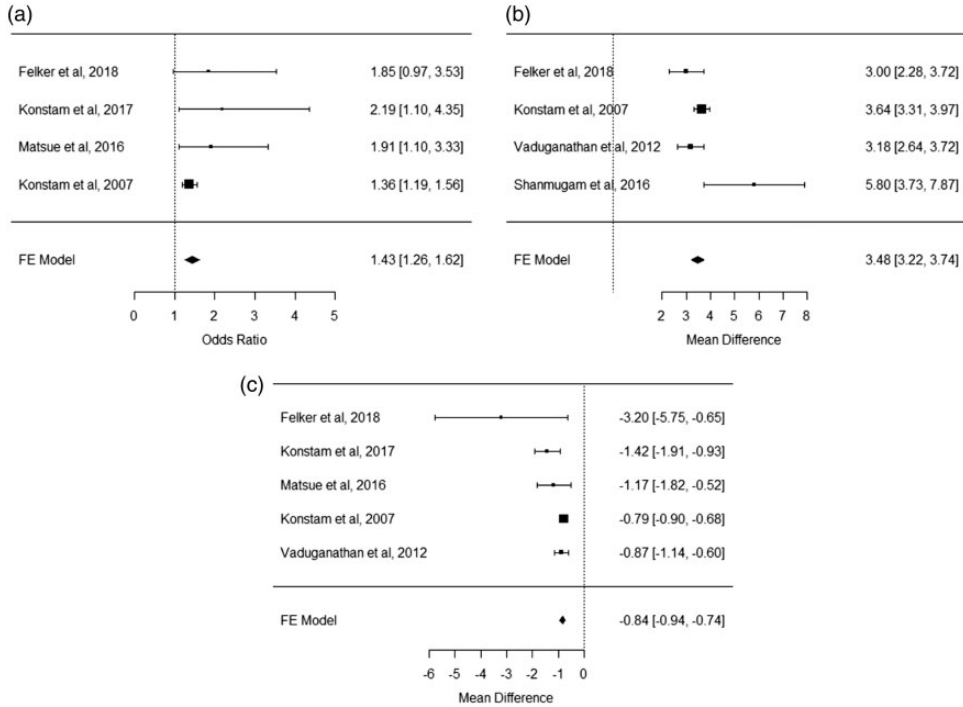 (a)
Felker et al, 2018 1.85 [0.97, 3.53]
Konstam et al, 2017 2.19 [1.10, 4.35]
Matsue et al, 2016 1.91 [1.10, 3.33]
Konstam et al, 2007 1.36 [1.19, 1.56]
FE Model 1.43 [1.26, 1.62]
0 1 2 3 4 5
Odds Ratio
(b)
Felker et al, 2018 3.00 [2.28, 3.72]
Konstam et al, 2007 3.64 [3.31, 3.97]
Vaduganathan et al, 2012 3.18 [2.64, 3.72]
Shanmugam et al, 2016 5.80 [3.73, 7.87]
FE Model 3.48 [3.22, 3.74]
2 3 4 5 6 7 8
Mean Difference
(c)
Felker et al, 2018 -3.20 [-5.75, -0.65]
Konstam et al, 2017 -1.42 [-1.91, -0.93]
Matsue et al, 2016 -1.17 [-1.82, -0.52]
Konstam et al, 2007 -0.79 [-0.90, -0.68]
Vaduganathan et al, 2012 -0.87 [-1.14, -0.60]
FE Model -0.84 [-0.94, -0.74]
-6 -5 -4 -3 -2 -1 0
Mean Difference